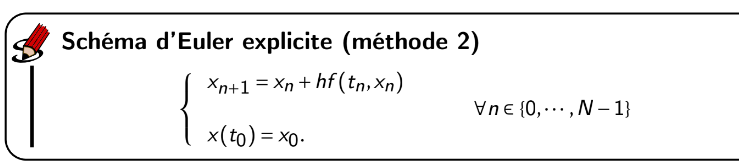 Schéma d'Euler explicite (méthode 2)
x_{n+1} = x_n + hf(t_n, x_n)
∀n ∈ {0, ⋯, N − 1}
x(t_0) = x_0.